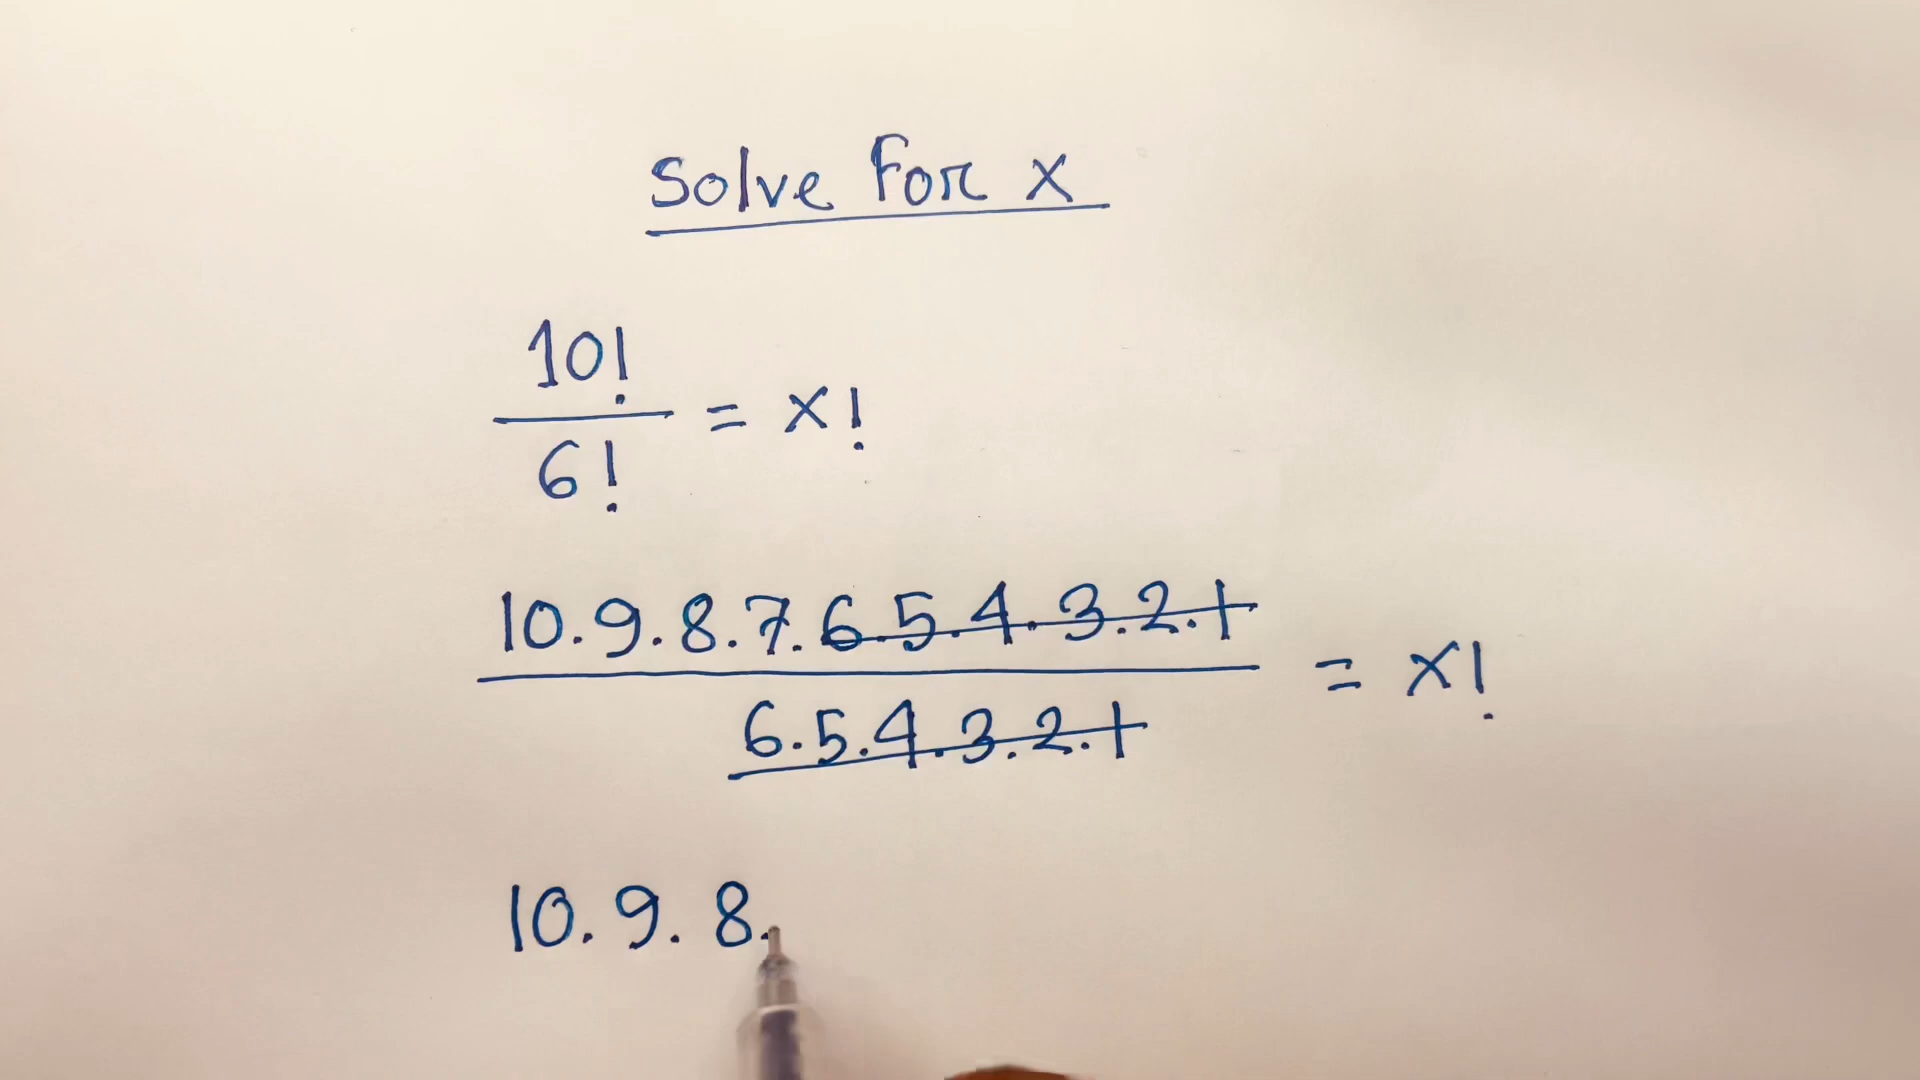 Solve for x
10!
6!
= x!
10.9.8.7.6.5.4.3.2.1
6.5.4.3.2.1
= x!
10.9.8.